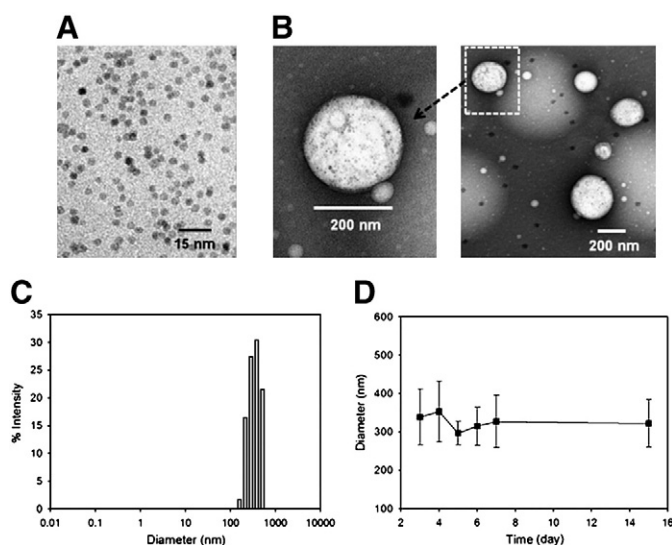 A
B
15 nm
200 nm
200 nm
C
D
% Intensity
35
30
25
20
15
10
5
0
0.01 0.1 1 10 100 1000 10000
Diameter (nm)
Diameter (nm)
600
500
400
300
200
100
2 4 6 8 10 12 14 16
Time (day)